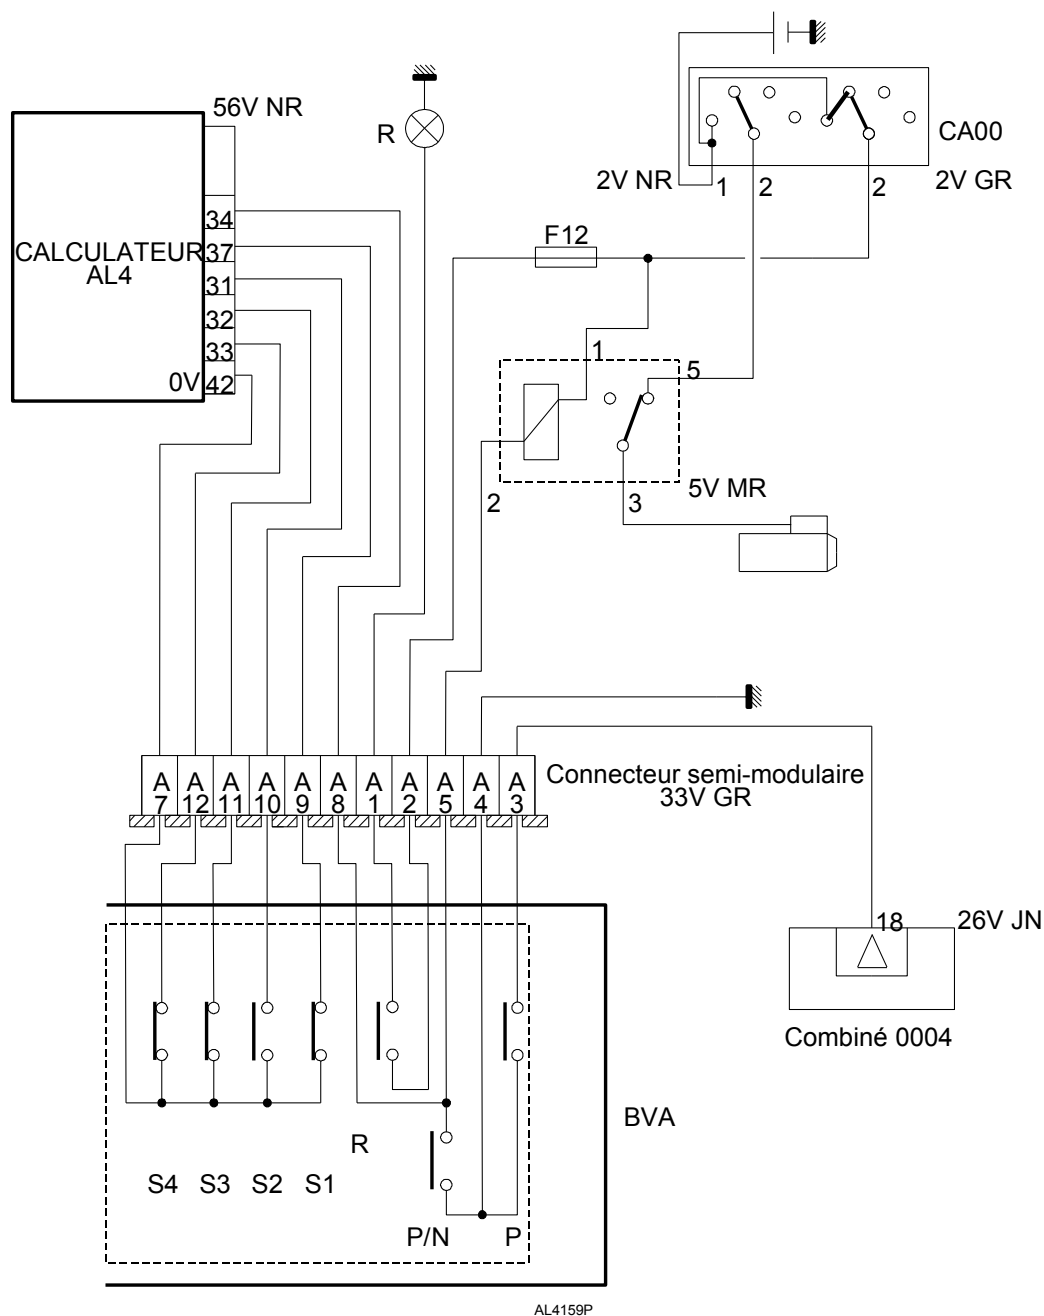 56V NR
R
CA00
2V NR
1
2
2
2V GR
CALCULATEUR
AL4
34
37
31
32
33
0V 42
F12
1
5
2
3
5V MR
A
7
A
12
A
11
A
10
A
9
A
8
A
1
A
2
A
5
A
4
A
3
Connecteur semi-modulaire
33V GR
18
26V JN
Combiné 0004
BVA
R
S4
S3
S2
S1
P/N
P
AL4159P